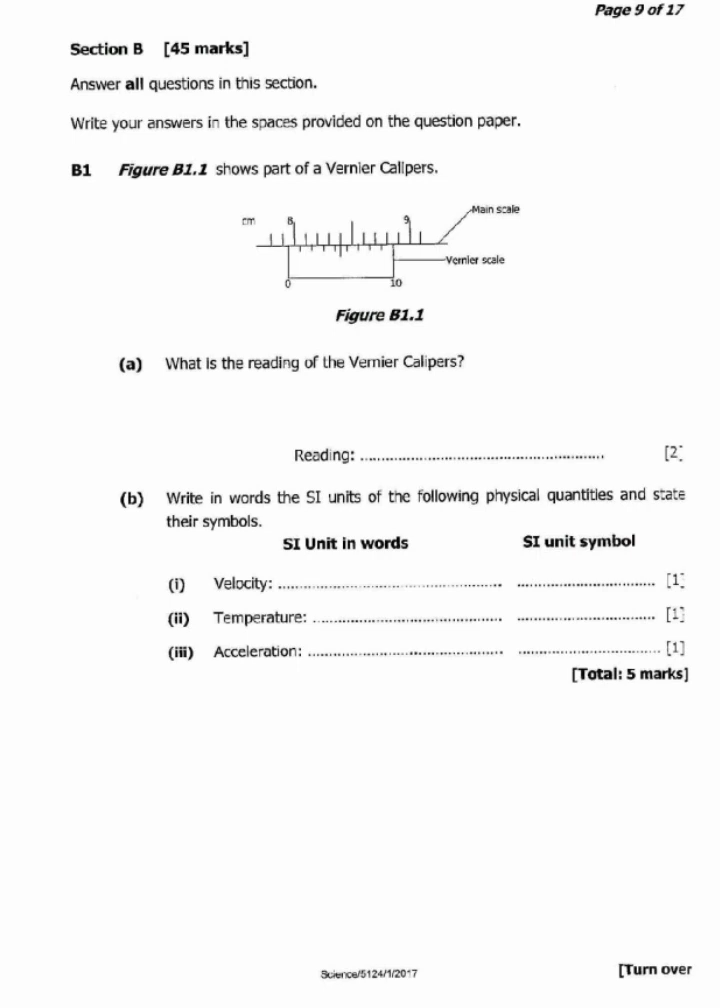 Page 9 of 17
Section B [45 marks]
Answer all questions in this section.
Write your answers in the spaces provided on the question paper.
B1 Figure B1.1 shows part of a Vernier Calipers.
cm 8 9 Main scale
Vernier scale
0 10
Figure B1.1
(a) What is the reading of the Vernier Calipers?
Reading: ........................................................ [2]
(b) Write in words the SI units of the following physical quantities and state
their symbols.
SI Unit in words SI unit symbol
(i) Velocity: .................................................... ................................ [1]
(ii) Temperature: ............................................ ................................ [1]
(iii) Acceleration: ............................................. ................................. [1]
[Total: 5 marks]
Science/5124/1/2017
[Turn over